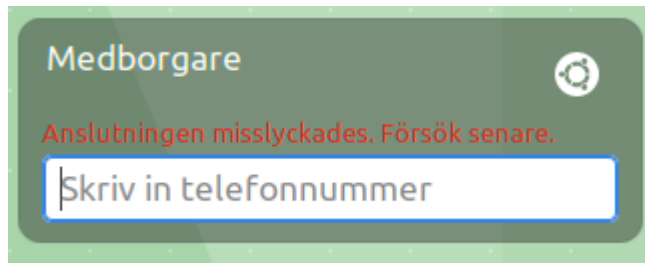 Medborgare
Anslutningen misslyckades. Försök senare.
Skriv in telefonnummer